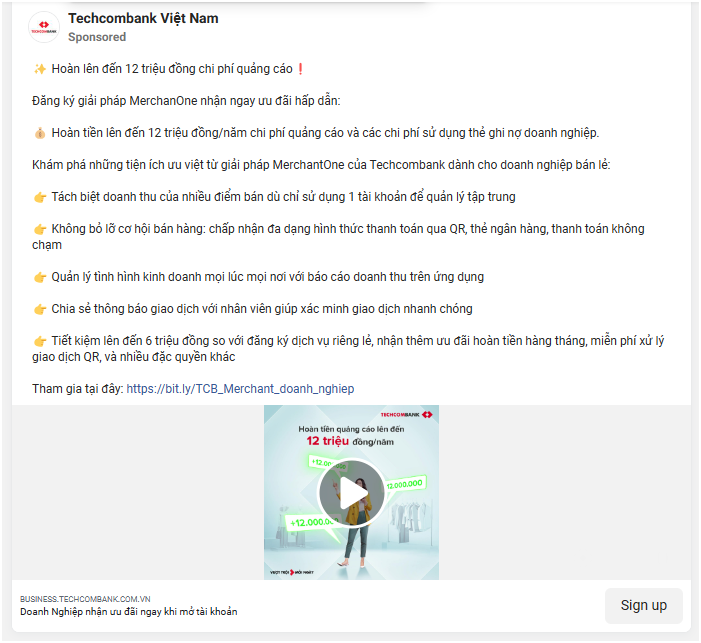 Techcombank Việt Nam
TECHCOMBANK
Sponsored
✨ Hoàn lên đến 12 triệu đồng chi phí quảng cáo❗
Đăng ký giải pháp MerchanOne nhận ngay ưu đãi hấp dẫn:
💰 Hoàn tiền lên đến 12 triệu đồng/năm chi phí quảng cáo và các chi phí sử dụng thẻ ghi nợ doanh nghiệp.
Khám phá những tiện ích ưu việt từ giải pháp MerchantOne của Techcombank dành cho doanh nghiệp bán lẻ:
👉 Tách biệt doanh thu của nhiều điểm bán dù chỉ sử dụng 1 tài khoản để quản lý tập trung
👉 Không bỏ lỡ cơ hội bán hàng: chấp nhận đa dạng hình thức thanh toán qua QR, thẻ ngân hàng, thanh toán không
chạm
👉 Quản lý tình hình kinh doanh mọi lúc mọi nơi với báo cáo doanh thu trên ứng dụng
👉 Chia sẻ thông báo giao dịch với nhân viên giúp xác minh giao dịch nhanh chóng
👉 Tiết kiệm lên đến 6 triệu đồng so với đăng ký dịch vụ riêng lẻ, nhận thêm ưu đãi hoàn tiền hàng tháng, miễn phí xử lý
giao dịch QR, và nhiều đặc quyền khác
Tham gia tại đây: https://bit.ly/TCB_Merchant_doanh_nghiep
TECHCOMBANK
Hoàn tiền quảng cáo lên đến
12 triệu đồng/năm
+12.000.000
12.000.000
+12.000.000
VƯỢT TRỘI MỖI NGÀY
BUSINESS.TECHCOMBANK.COM.VN
Doanh Nghiệp nhận ưu đãi ngay khi mở tài khoản
Sign up